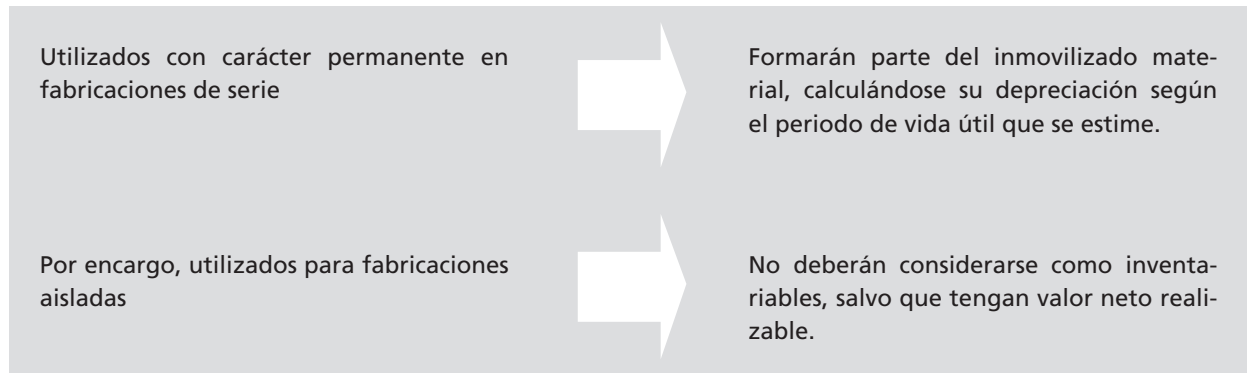 Utilizados con carácter permanente en
fabricaciones de serie
Formarán parte del inmovilizado mate-
rial, calculándose su depreciación según
el periodo de vida útil que se estime.
Por encargo, utilizados para fabricaciones
aisladas
No deberán considerarse como inventa-
riables, salvo que tengan valor neto reali-
zable.